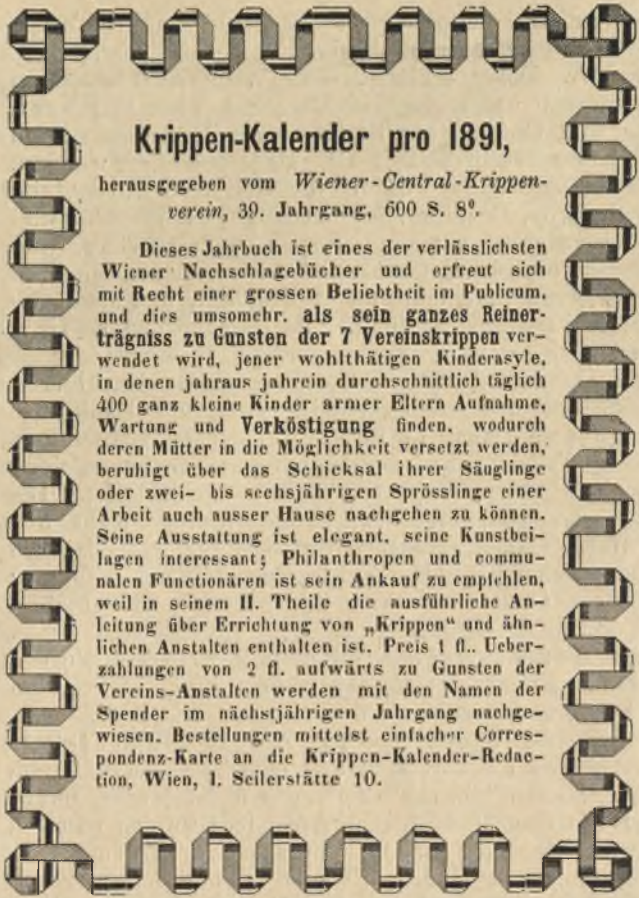 Krippen-Kalender pro 1891,
herausgegeben vom Wiener-Central-Krippen-
verein, 39. Jahrgang, 600 S. 8⁰.
Dieses Jahrbuch ist eines der verlässlichsten
Wiener Nachschlagebücher und erfreut sich
mit Recht einer grossen Beliebtheit im Publicum,
und dies umsomehr, als sein ganzes Reiner-
trägniss zu Gunsten der 7 Vereinskrippen ver-
wendet wird, jener wohlthätigen Kinderasyle,
in denen jahraus jahrein durchschnittlich täglich
400 ganz kleine Kinder armer Eltern Aufnahme,
Wartung und Verköstigung finden, wodurch
deren Mütter in die Möglichkeit versetzt werden,
beruhigt über das Schicksal ihrer Säuglinge
oder zwei- bis sechsjährigen Sprösslinge einer
Arbeit auch ausser Hause nachgehen zu können.
Seine Ausstattung ist elegant, seine Kunstbei-
lagen interessant; Philanthropen und commu-
nalen Functionären ist sein Ankauf zu empfehlen,
weil in seinem II. Theile die ausführliche An-
leitung über Errichtung von „Krippen“ und ähn-
lichen Anstalten enthalten ist. Preis 1 fl.. Ueber-
zahlungen von 2 fl. aufwärts zu Gunsten der
Vereins-Anstalten werden mit den Namen der
Spender im nächstjährigen Jahrgang nachge-
wiesen. Bestellungen mittelst einfacher Corres-
pondenz-Karte an die Krippen-Kalender-Redac-
tion, Wien, I. Seilerstätte 10.